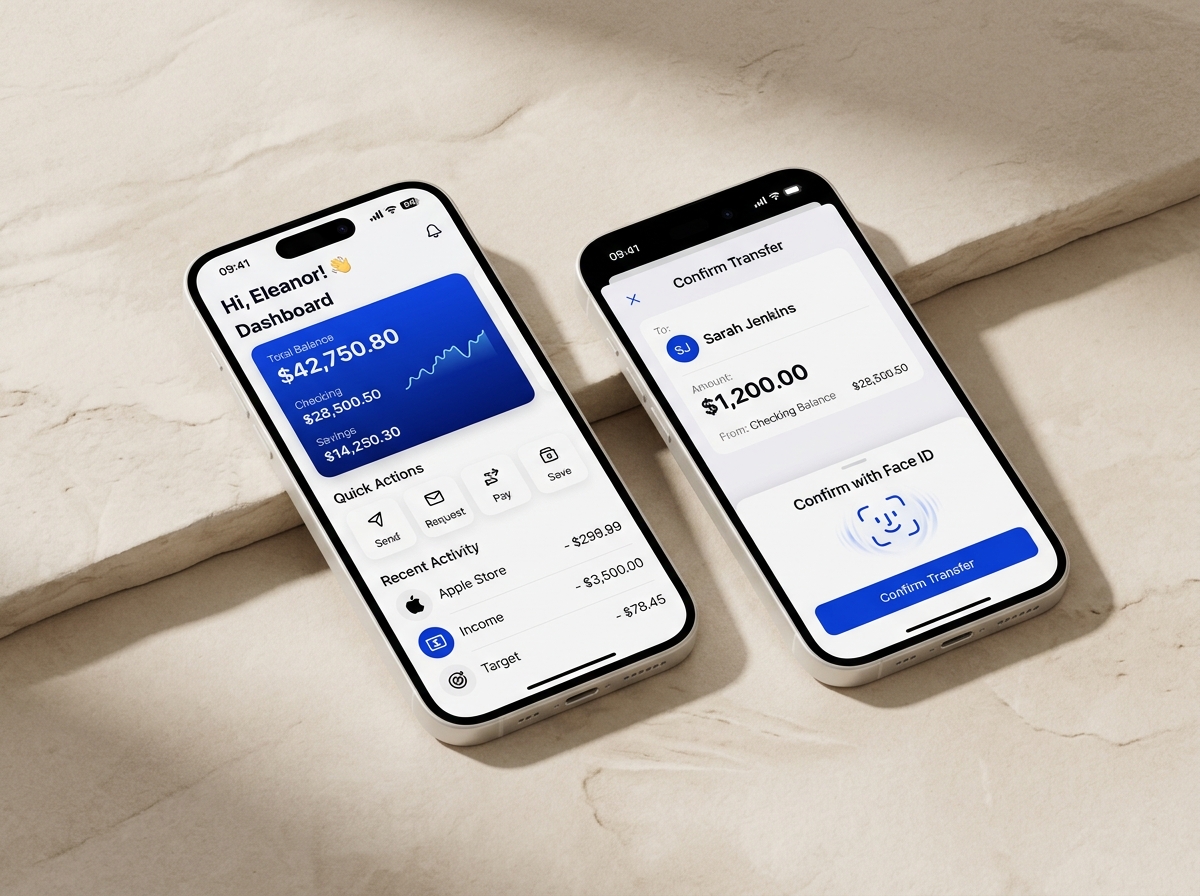 09:41
Hi, Eleanor! 👋
Dashboard
Total Balance
$42,750.80
Checking
$28,500.50
Savings
$14,250.30
Quick Actions
Send
Request
Pay
Save
Recent Activity
Apple Store - $299.99
Income - $3,500.00
Target - $78.45
09:41
Confirm Transfer
To:
SJ Sarah Jenkins
Amount:
$1,200.00
From: Checking Balance $28,500.50
Confirm with Face ID
Confirm Transfer